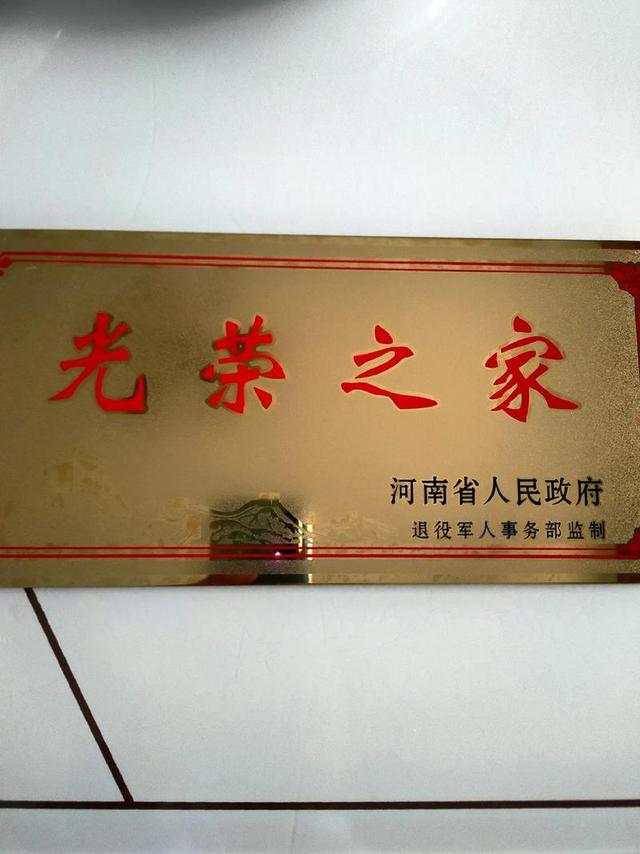 光荣之家
河南省人民政府
退役军人事务部监制